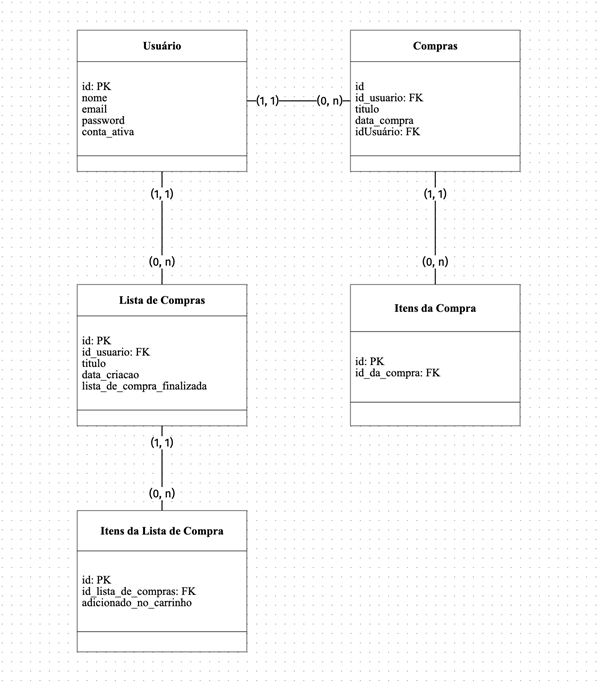 Usuário
id: PK
nome
email
password
conta_ativa
(1, 1)
(0, n)
Compras
id
id_usuario: FK
titulo
data_compra
idUsuário: FK
(1, 1)
(0, n)
(1, 1)
(0, n)
Lista de Compras
id: PK
id_usuario: FK
titulo
data_criacao
lista_de_compra_finalizada
Itens da Compra
id: PK
id_da_compra: FK
(1, 1)
(0, n)
Itens da Lista de Compra
id: PK
id_lista_de_compras: FK
adicionado_no_carrinho